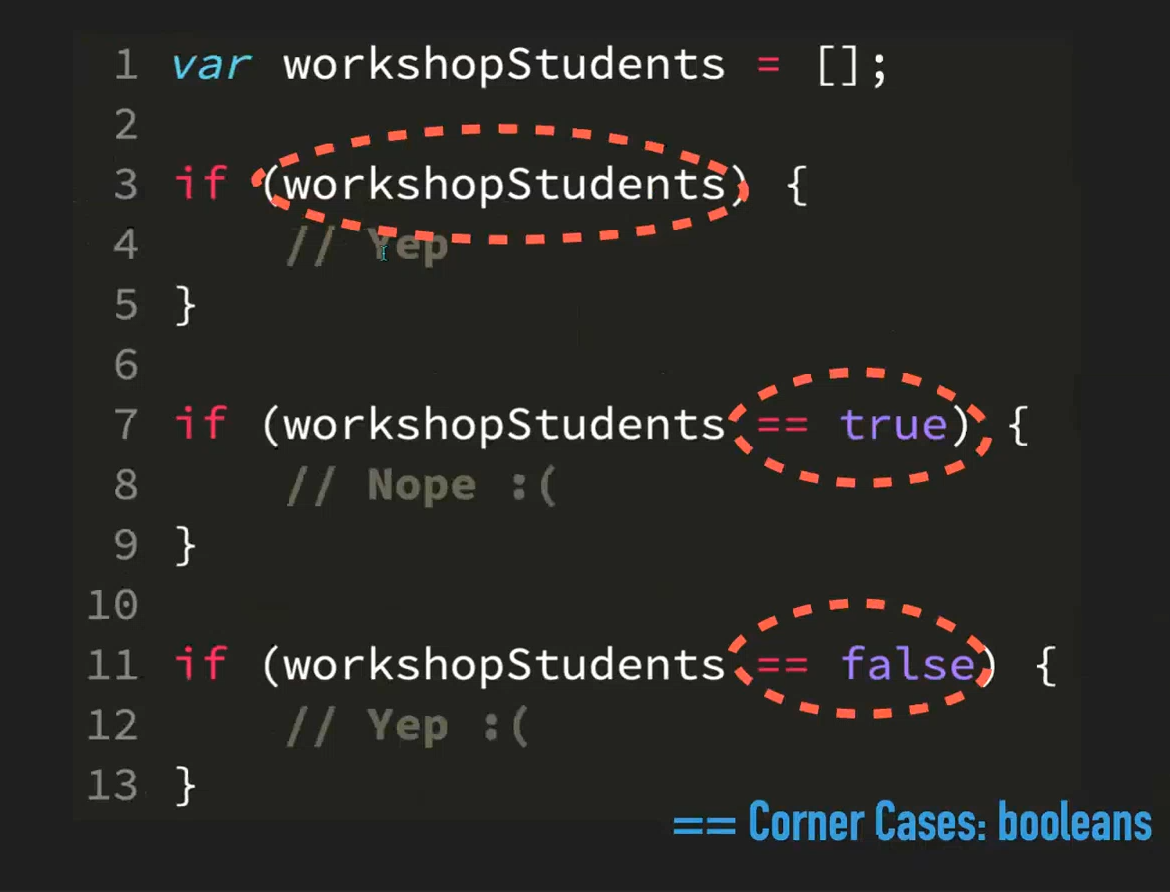 1 var workshopStudents = [];
2
3 if (workshopStudents) {
4     // Yep
5 }
6
7 if (workshopStudents == true) {
8     // Nope :(
9 }
10
11 if (workshopStudents == false) {
12     // Yep :(
13 }
== Corner Cases: booleans